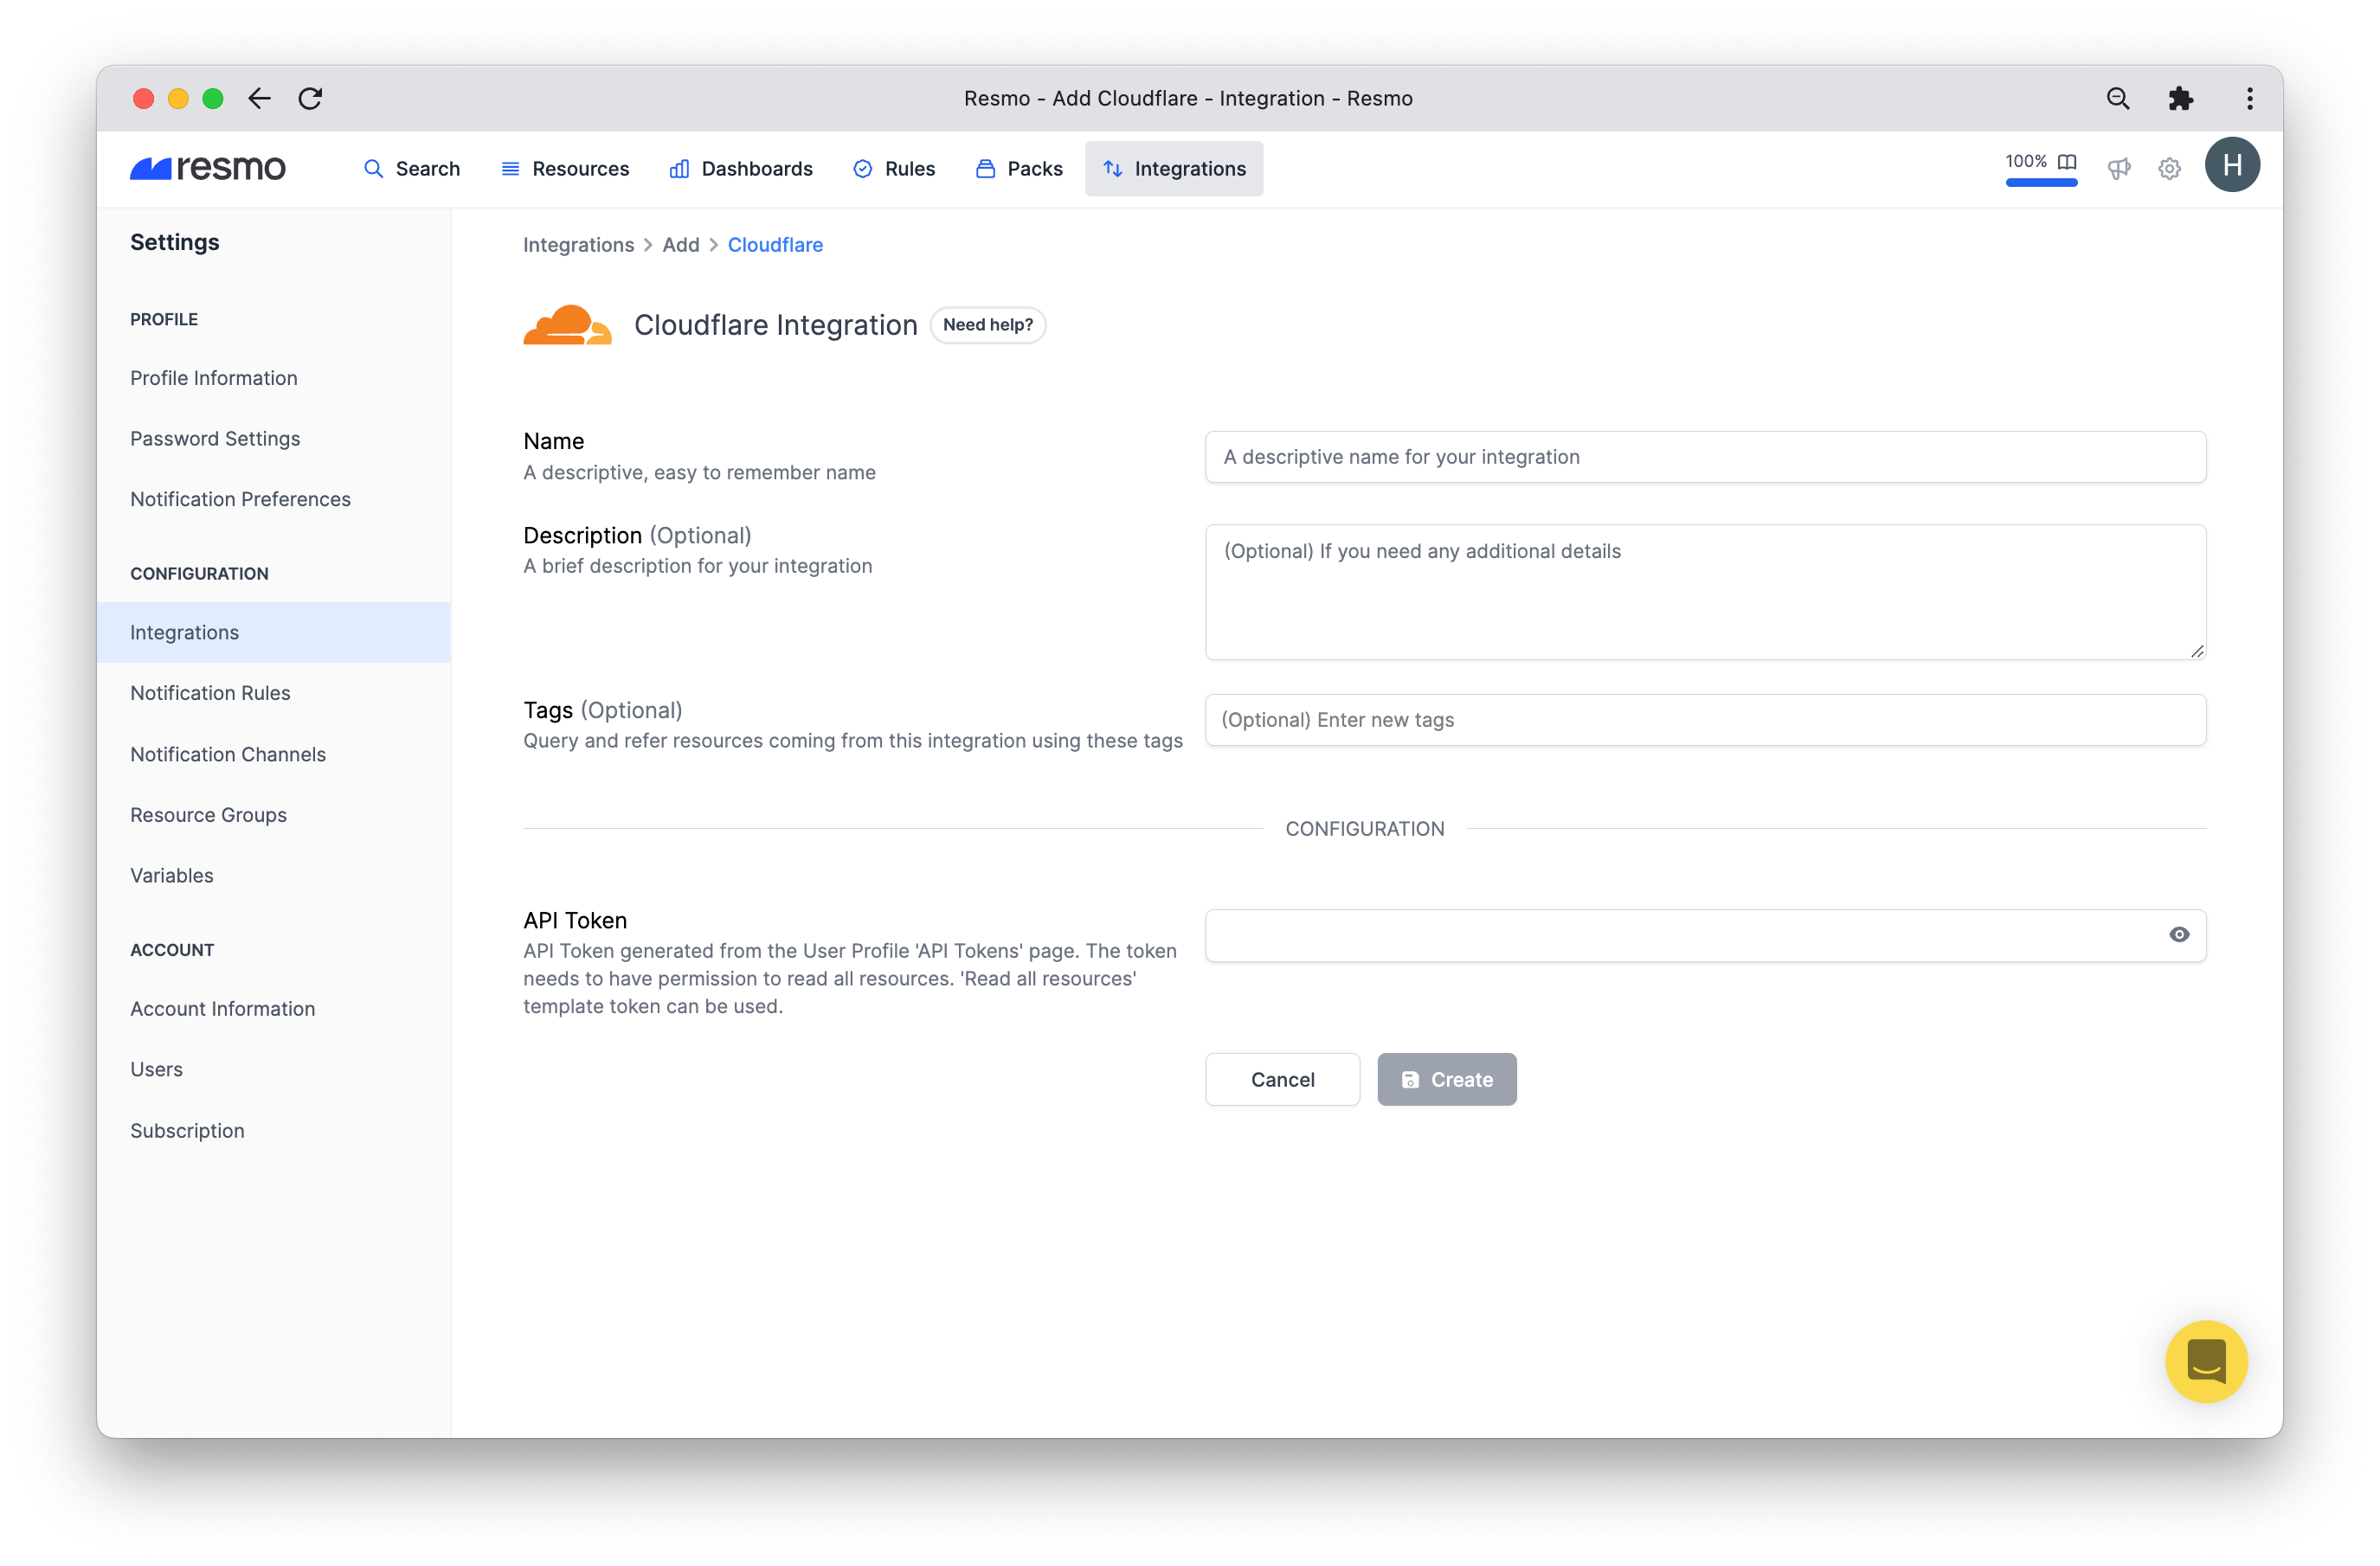 Resmo - Add Cloudflare - Integration - Resmo
resmo
Search
Resources
Dashboards
Rules
Packs
Integrations
100%
H
Settings
PROFILE
Profile Information
Password Settings
Notification Preferences
CONFIGURATION
Integrations
Notification Rules
Notification Channels
Resource Groups
Variables
ACCOUNT
Account Information
Users
Subscription
Integrations > Add > Cloudflare
Cloudflare Integration
Need help?
Name
A descriptive, easy to remember name
A descriptive name for your integration
Description (Optional)
A brief description for your integration
(Optional) If you need any additional details
Tags (Optional)
Query and refer resources coming from this integration using these tags
(Optional) Enter new tags
CONFIGURATION
API Token
API Token generated from the User Profile 'API Tokens' page. The token
needs to have permission to read all resources. 'Read all resources'
template token can be used.
Cancel
Create